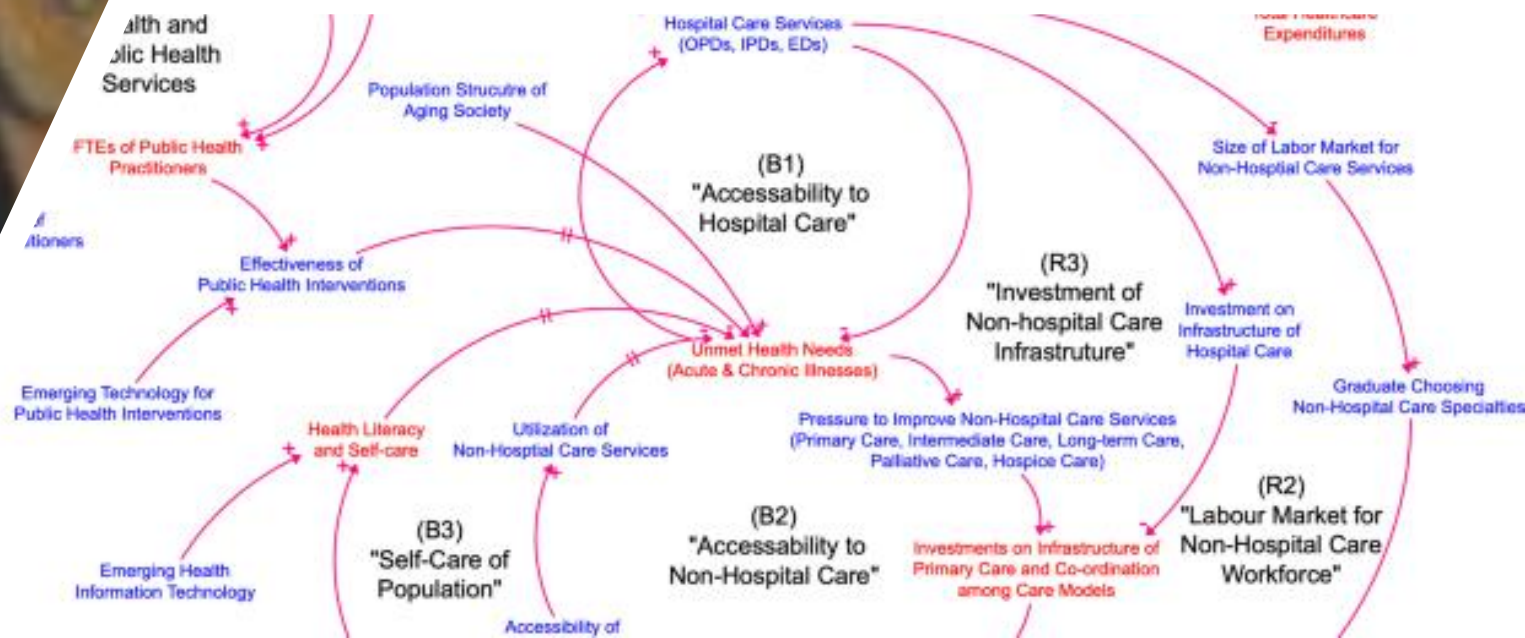 alth and
blic Health
Services
Hospital Care Services
(OPDs, IPDs, EDs)
Expenditures
Population Strucutre of
Aging Society
FTEs of Public Health
Practitioners
Size of Labor Market for
Non-Hosptial Care Services
(B1)
"Accessability to
Hospital Care"
itioners
Effectiveness of
Public Health Interventions
(R3)
"Investment of
Non-hospital Care
Infrastruture"
Investment on
Infrastructure of
Hospital Care
Unmet Health Needs
(Acute & Chronic Illnesses)
Emerging Technology for
Public Health Interventions
Graduate Choosing
Non-Hospital Care Specialties
Health Literacy
and Self-care
Utilization of
Non-Hosptial Care Services
Pressure to Improve Non-Hospital Care Services
(Primary Care, Intermediate Care, Long-term Care,
Palliative Care, Hospice Care)
(R2)
"Labour Market for
Non-Hospital Care
Workforce"
(B3)
"Self-Care of
Population"
(B2)
"Accessability to
Non-Hospital Care"
Investments on Infrastructure of
Primary Care and Co-ordination
among Care Models
Emerging Health
Information Technology
Accessibility of